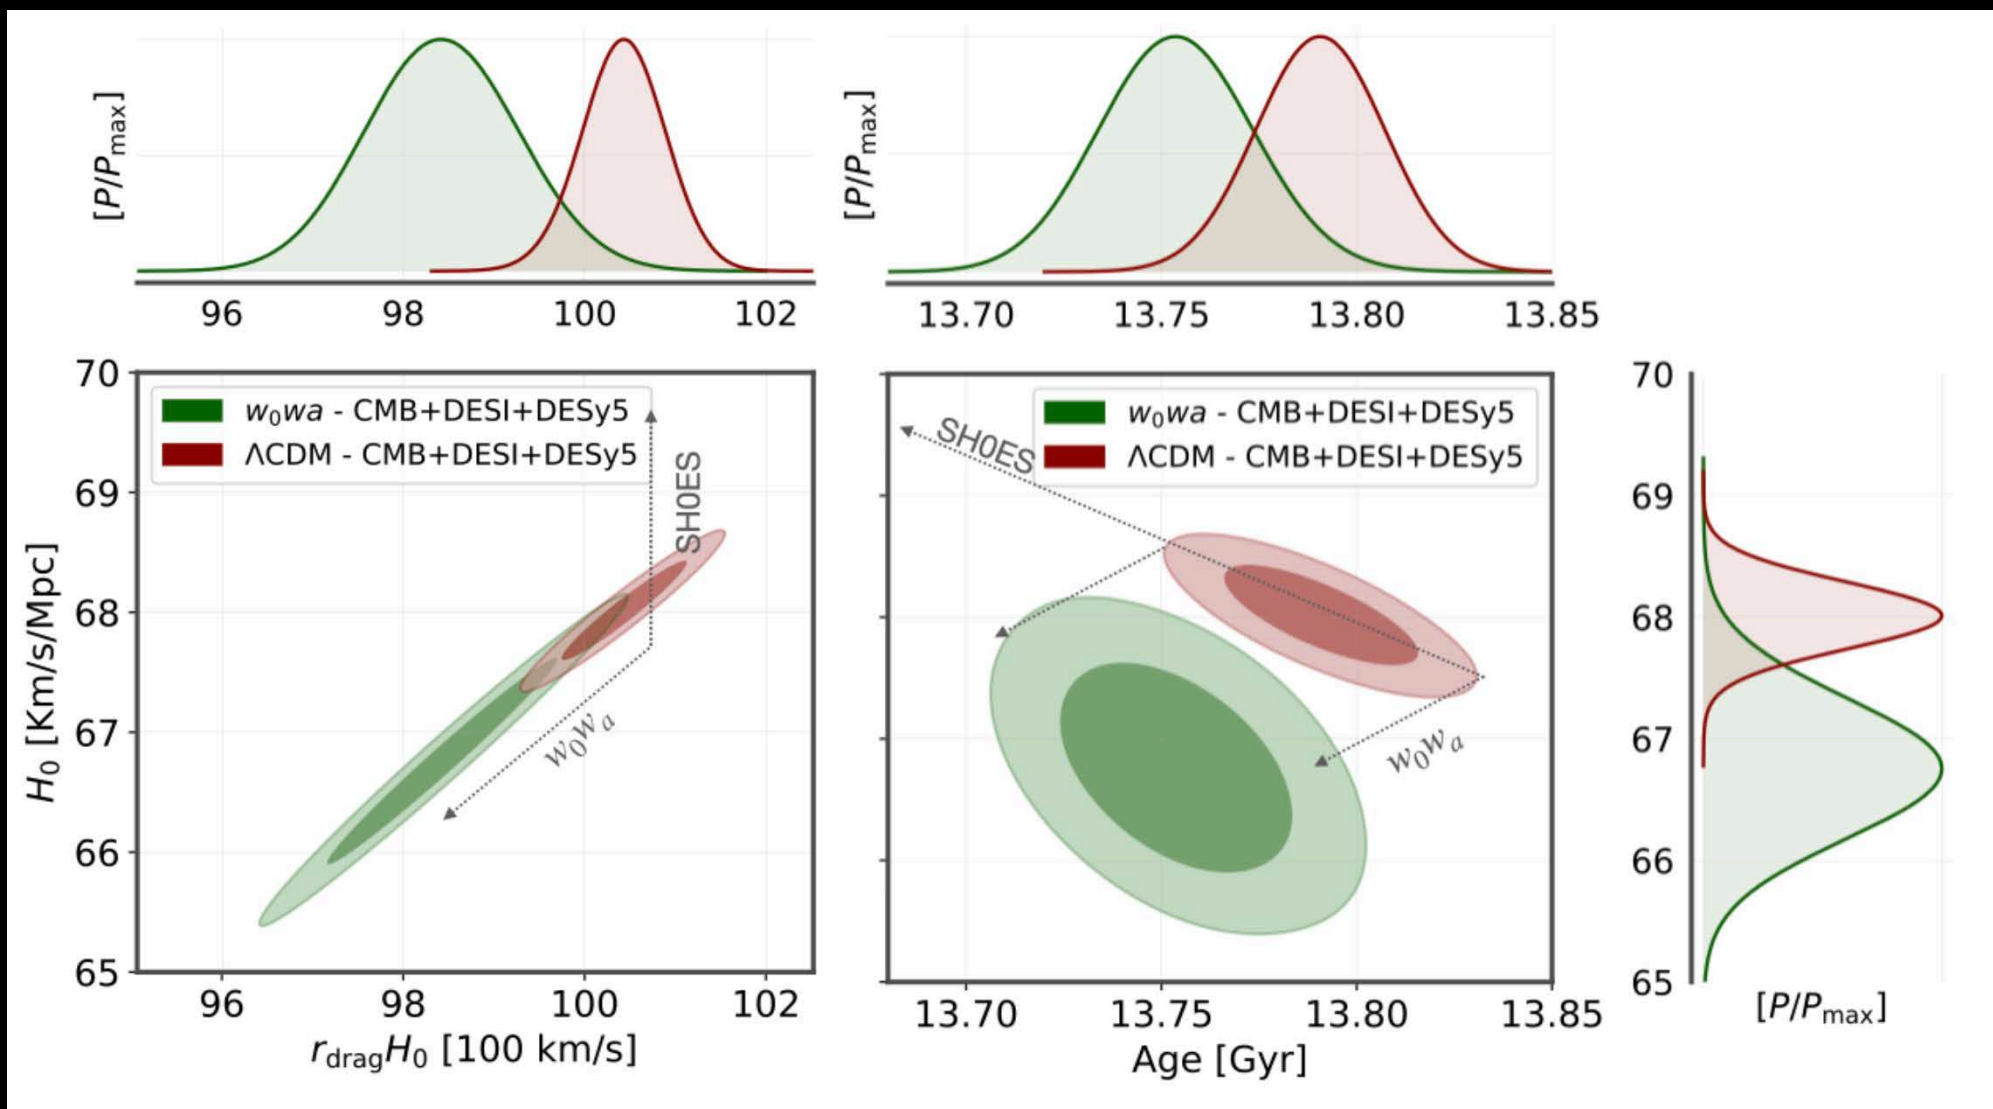 [P/Pmax]
96 98 100 102
[P/Pmax]
13.70 13.75 13.80 13.85
H0 [Km/s/Mpc]
70
69
68
67
66
65
w0wa - CMB+DESI+DESy5
ΛCDM - CMB+DESI+DESy5
SH0ES
w0wa
96 98 100 102
rdragH0 [100 km/s]
w0wa - CMB+DESI+DESy5
ΛCDM - CMB+DESI+DESy5
SH0ES
w0wa
13.70 13.75 13.80 13.85
Age [Gyr]
70
69
68
67
66
65
[P/Pmax]